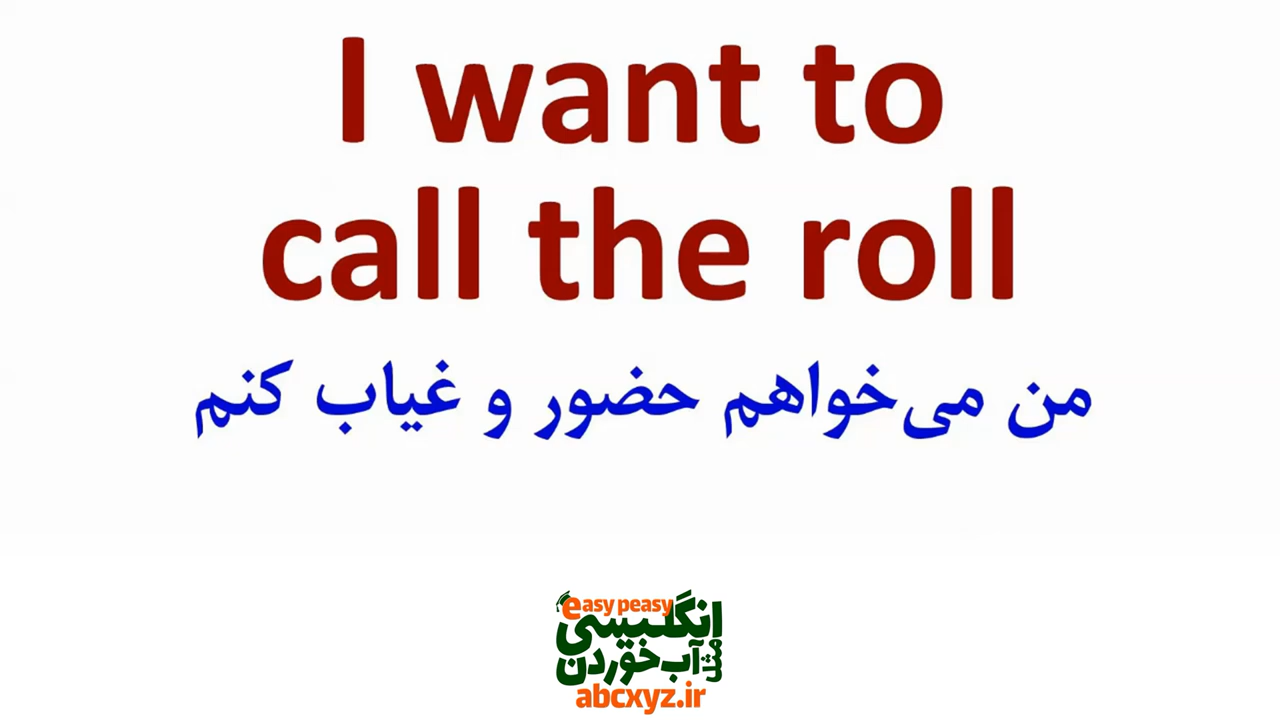 I want to
call the roll
من می‌خواهم حضور و غیاب کنم
easy peasy
انگلیسی
مثل آب خوردن
abcxyz.ir